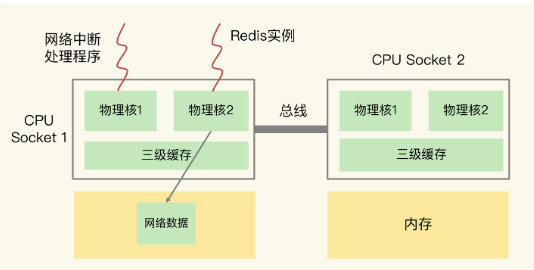 网络中断
处理程序
Redis实例
CPU Socket 2
CPU
Socket 1
物理核1
物理核2
总线
物理核1
物理核2
三级缓存
三级缓存
网络数据
内存